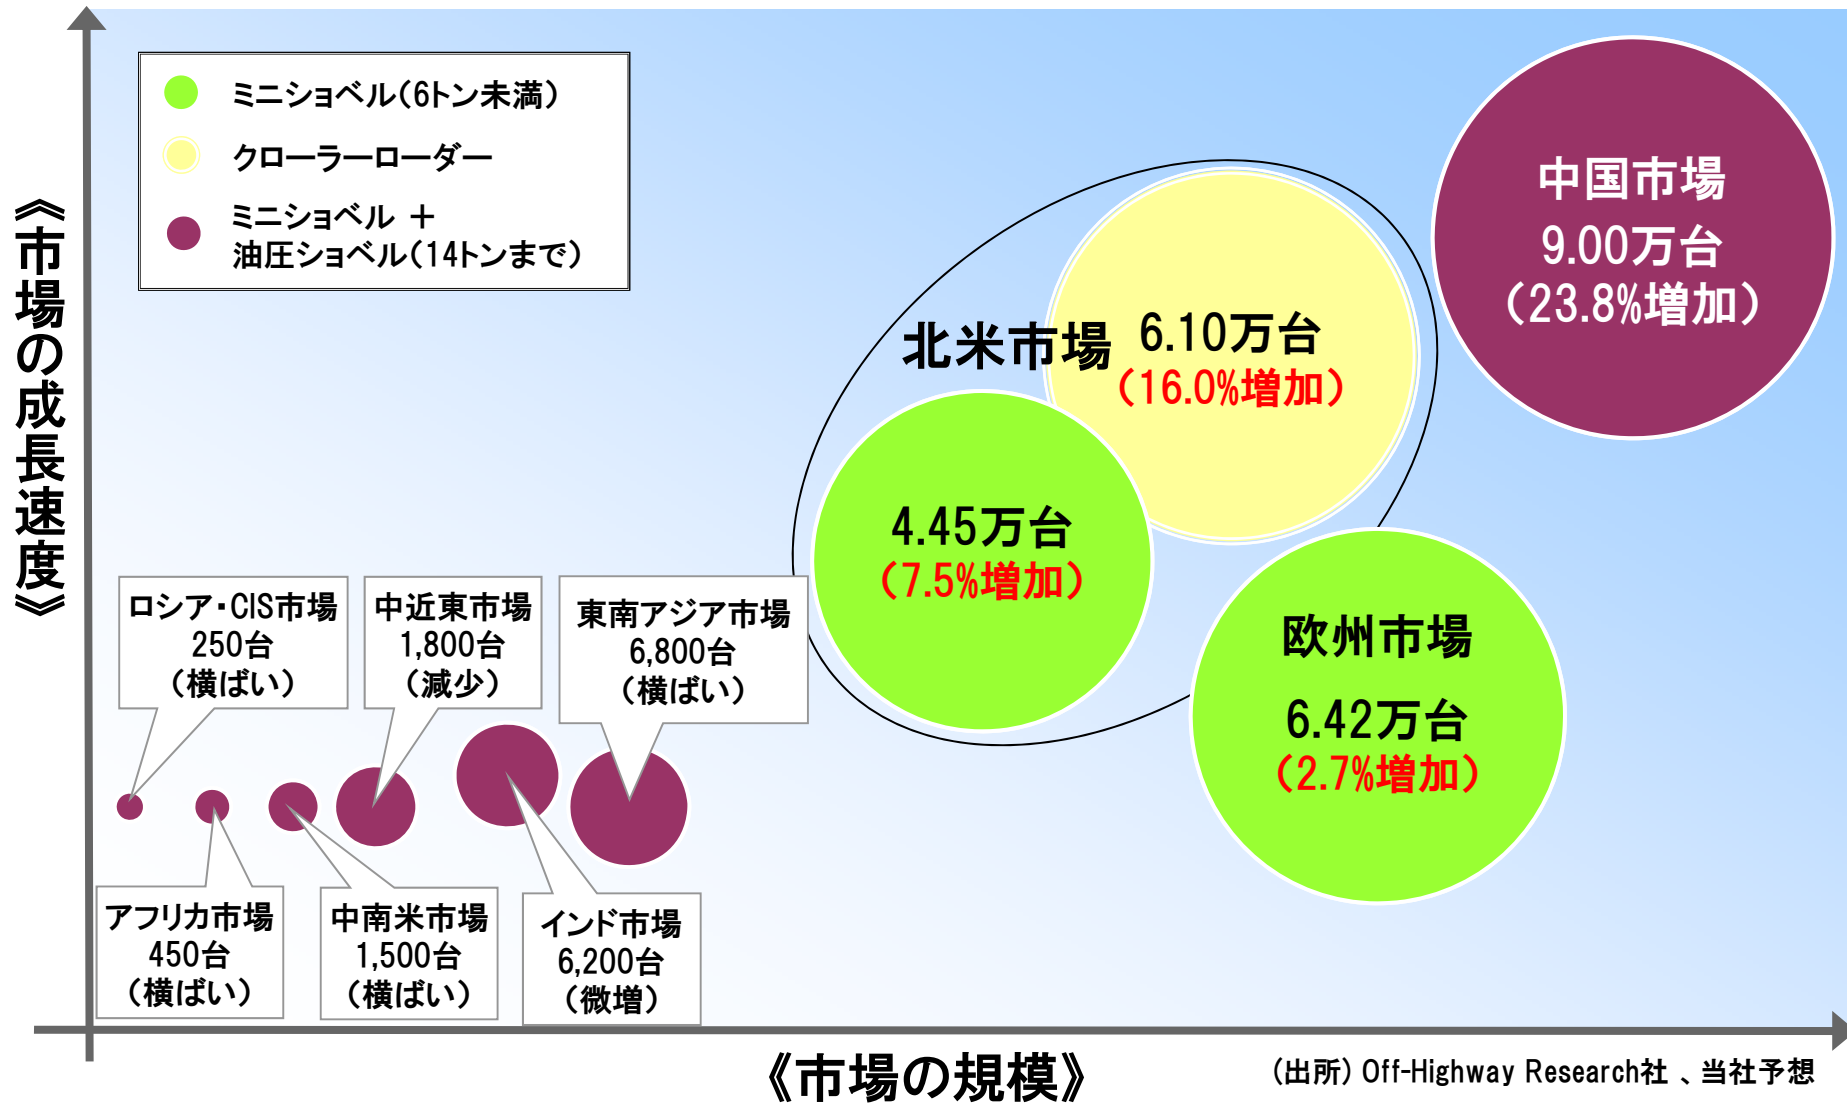 ミニショベル（6トン未満）
クローラーローダー
ミニショベル ＋
油圧ショベル（14トンまで）
《市場の成長速度》
中国市場
9.00万台
（23.8%増加）
北米市場
6.10万台
（16.0%増加）
4.45万台
（7.5%増加）
欧州市場
6.42万台
（2.7%増加）
ロシア・CIS市場
250台
（横ばい）
中近東市場
1,800台
（減少）
東南アジア市場
6,800台
（横ばい）
アフリカ市場
450台
（横ばい）
中南米市場
1,500台
（横ばい）
インド市場
6,200台
（微増）
《市場の規模》
（出所）Off-Highway Research社 、当社予想